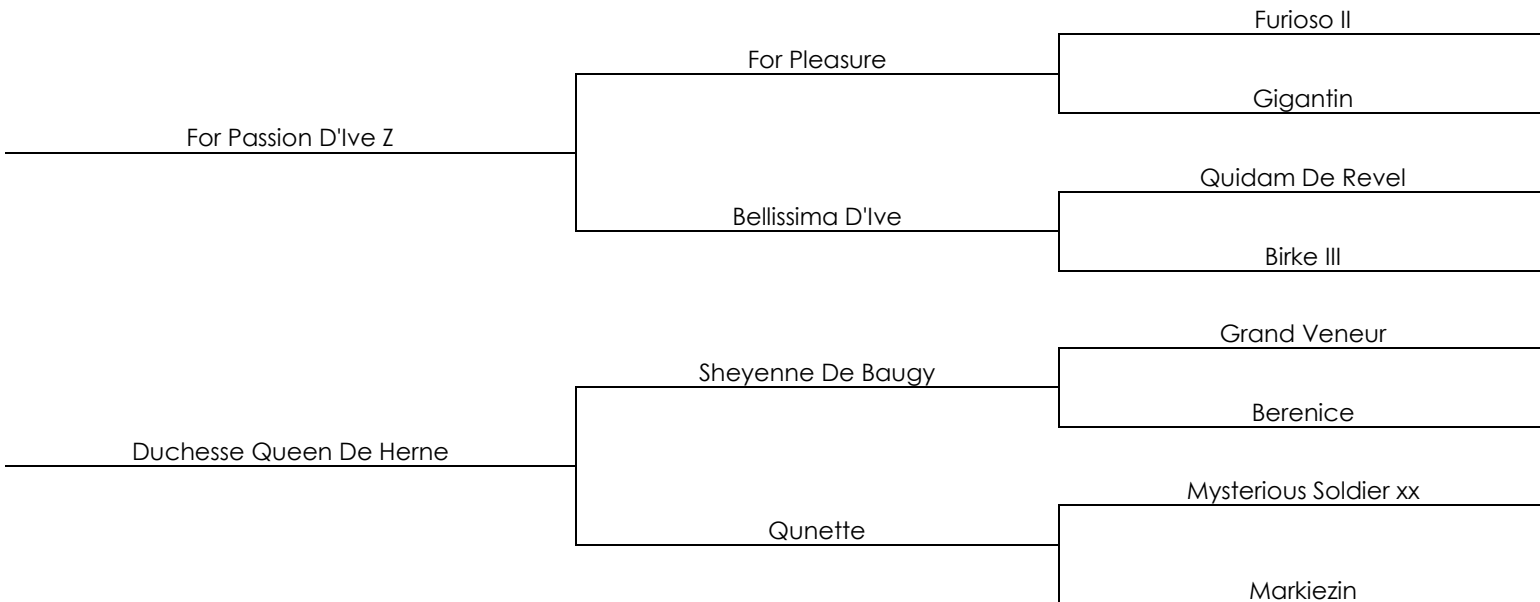 Furioso II
For Pleasure
Gigantin
For Passion D'Ive Z
Quidam De Revel
Bellissima D'Ive
Birke III
Grand Veneur
Sheyenne De Baugy
Berenice
Duchesse Queen De Herne
Mysterious Soldier xx
Qunette
Markiezin